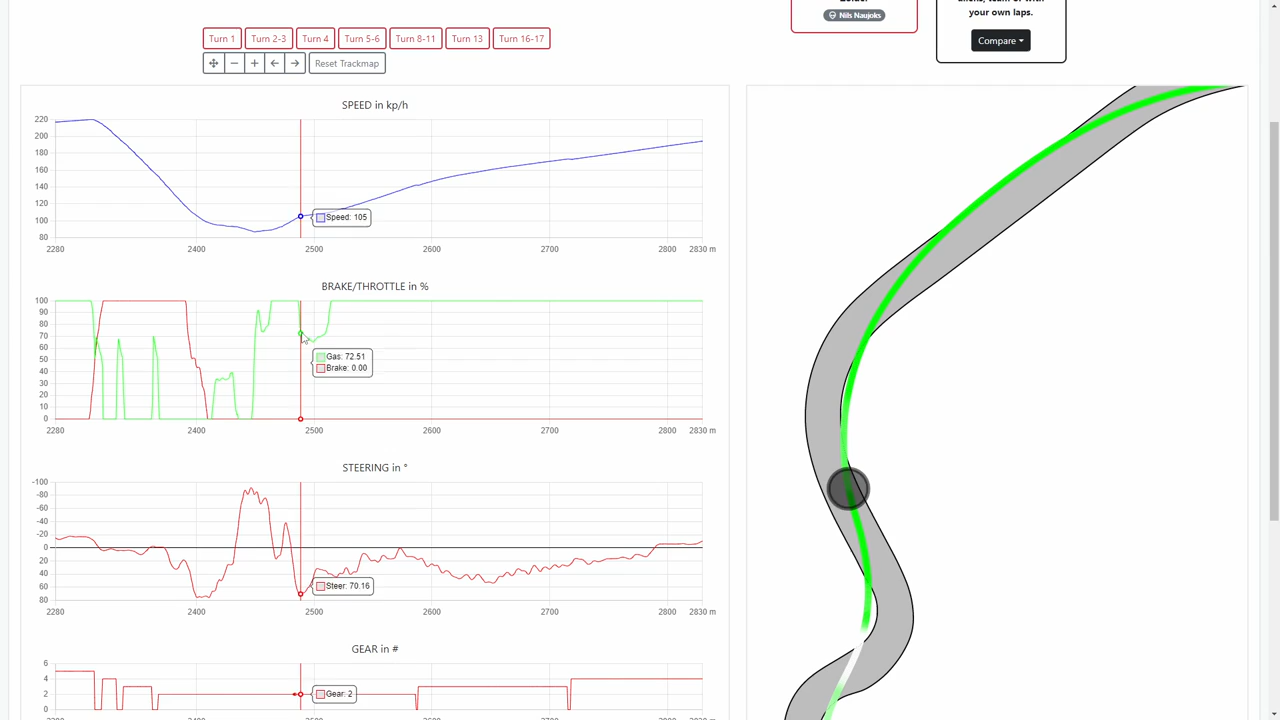 your own laps.
Nils Naujoks
Compare
Turn 1 Turn 2-3 Turn 4 Turn 5-6 Turn 8-11 Turn 13 Turn 16-17
Reset Trackmap
SPEED in kp/h
220
200
180
160
140
120
100
80
Speed: 105
2280 2400 2500 2600 2700 2800 2830 m
BRAKE/THROTTLE in %
100
90
80
70
60
50
40
30
20
10
0
Gas: 72.51
Brake: 0.00
2280 2400 2500 2600 2700 2800 2830 m
STEERING in °
-100
-80
-60
-40
-20
0
20
40
60
80
Steer: 70.16
2280 2400 2500 2600 2700 2800 2830 m
GEAR in #
6
4
2
0
Gear: 2